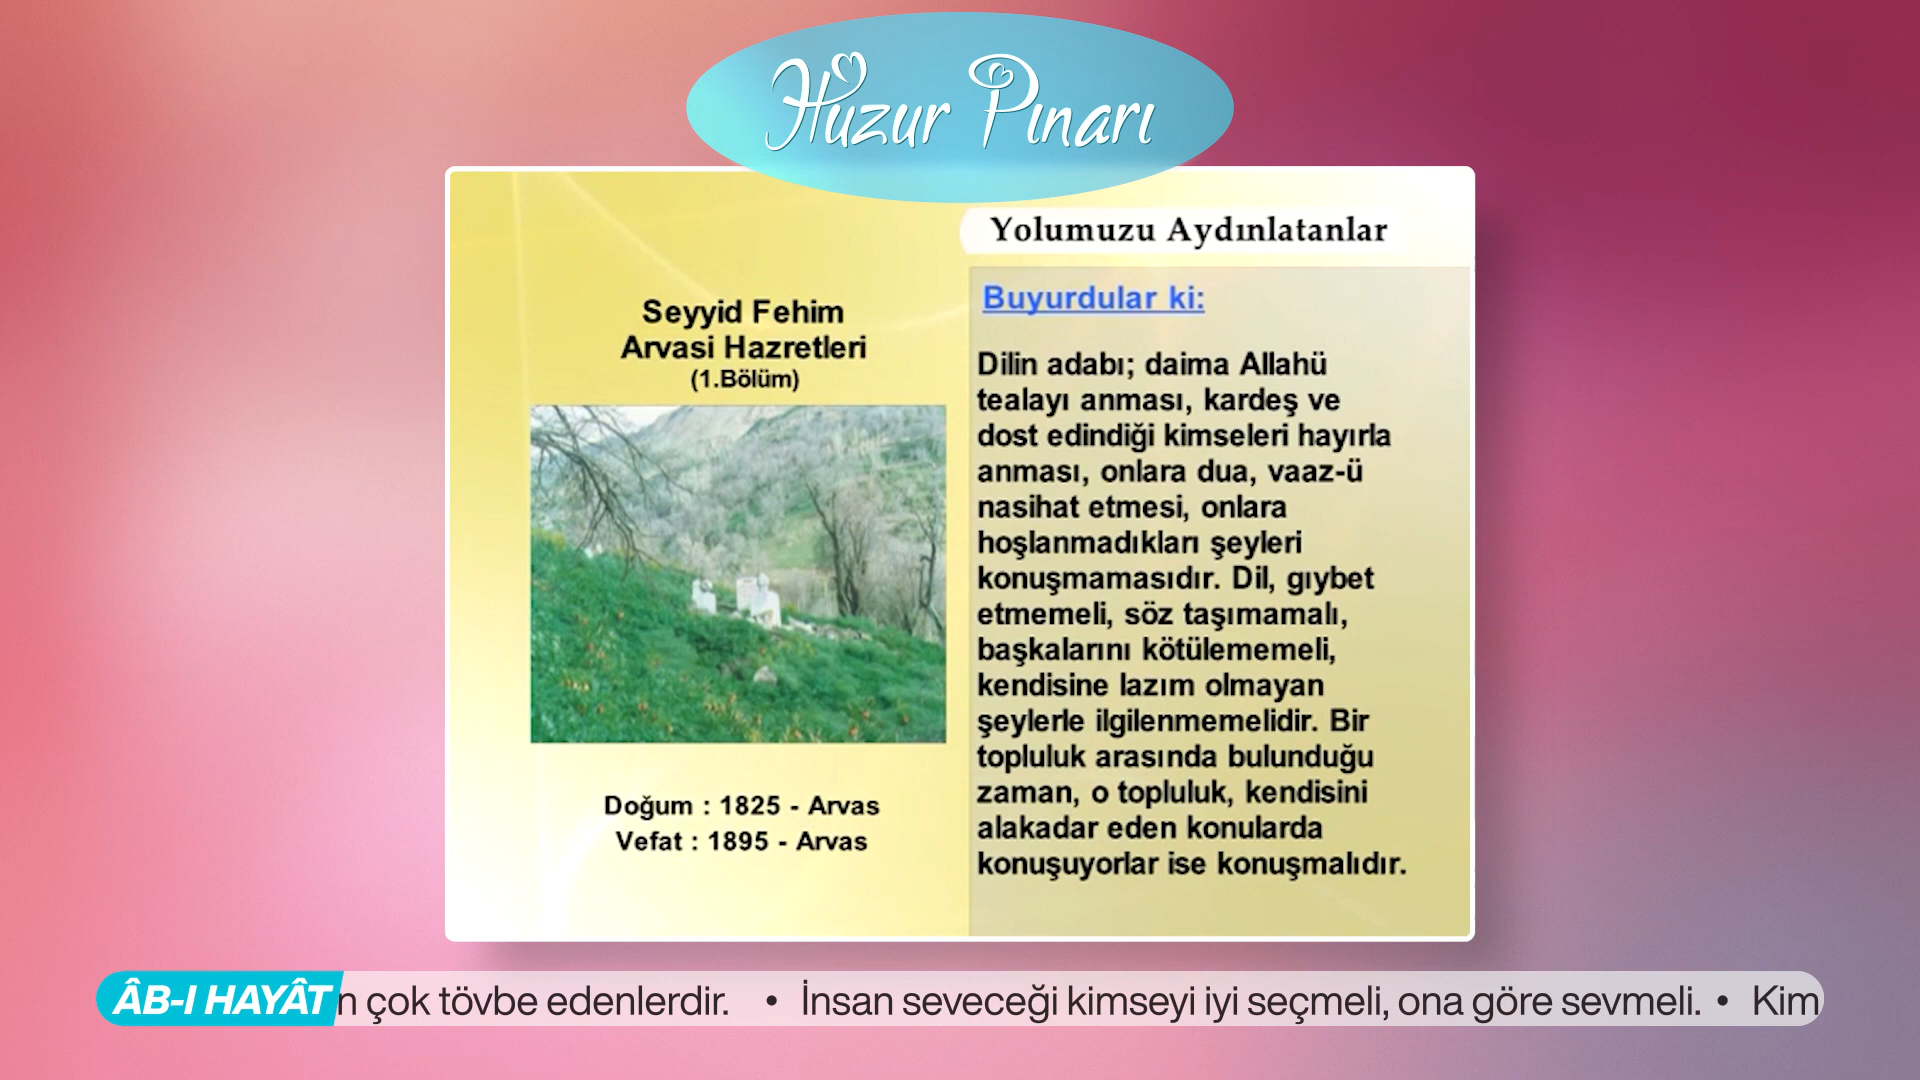 Huzur Pınarı
Yolumuzu Aydınlatanlar
Seyyid Fehim
Arvasi Hazretleri
(1.Bölüm)
Doğum : 1825 - Arvas
Vefat : 1895 - Arvas
Buyurdular ki:
Dilin adabı; daima Allahü
tealayı anması, kardeş ve
dost edindiği kimseleri hayırla
anması, onlara dua, vaaz-ü
nasihat etmesi, onlara
hoşlanmadıkları şeyleri
konuşmamasıdır. Dil, gıybet
etmemeli, söz taşımamalı,
başkalarını kötülememeli,
kendisine lazım olmayan
şeylerle ilgilenmemelidir. Bir
topluluk arasında bulunduğu
zaman, o topluluk, kendisini
alakadar eden konularda
konuşuyorlar ise konuşmalıdır.
ÂB-I HAYÂT n çok tövbe edenlerdir. • İnsan seveceği kimseyi iyi seçmeli, ona göre sevmeli. • Kim